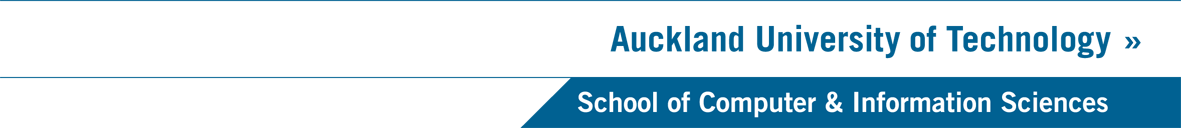 Auckland University of Technology »
School of Computer & Information Sciences